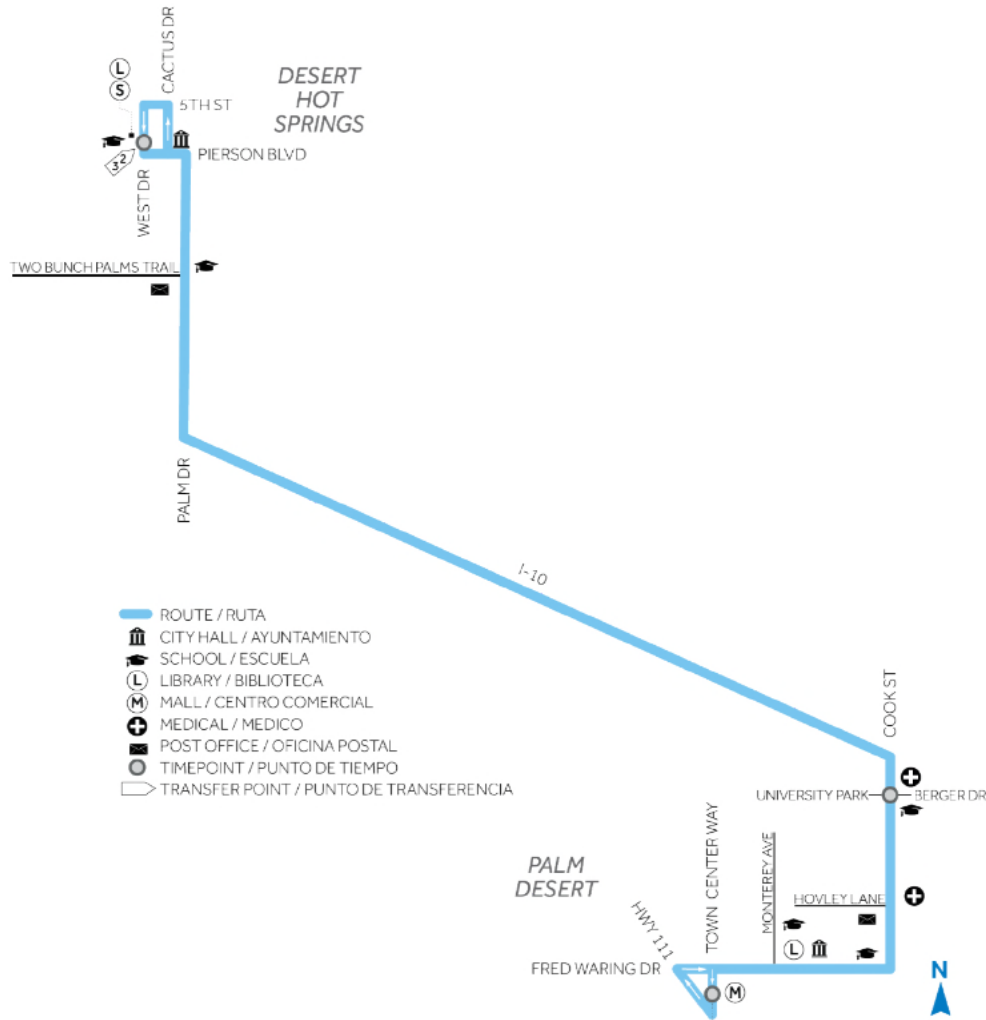 CACTUS DR
L
S
DESERT
HOT
SPRINGS
5TH ST
PIERSON BLVD
3 2
WEST DR
TWO BUNCH PALMS TRAIL
PALM DR
I-10
ROUTE / RUTA
CITY HALL / AYUNTAMIENTO
SCHOOL / ESCUELA
L LIBRARY / BIBLIOTECA
M MALL / CENTRO COMERCIAL
MEDICAL / MEDICO
POST OFFICE / OFICINA POSTAL
TIMEPOINT / PUNTO DE TIEMPO
TRANSFER POINT / PUNTO DE TRANSFERENCIA
COOK ST
UNIVERSITY PARK
BERGER DR
PALM
DESERT
TOWN CENTER WAY
MONTEREY AVE
HOVLEY LANE
HWY 111
L
FRED WARING DR
M
N